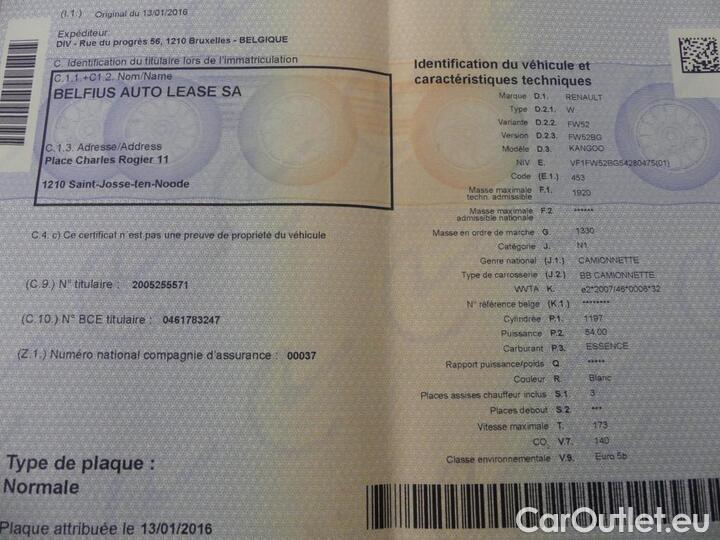 (I.1.) Original du 13/01/2016
Expéditeur:
DIV - Rue du progrès 56, 1210 Bruxelles - BELGIQUE
C. Identification du titulaire lors de l'immatriculation
C.1.1.+C1.2. Nom/Name
BELFIUS AUTO LEASE SA
C.1.3. Adresse/Address
Place Charles Rogier 11
1210 Saint-Josse-ten-Noode
C.4. c) Ce certificat n'est pas une preuve de propriété du véhicule
(C.9.) N° titulaire : 2005255571
(C.10.) N° BCE titulaire : 0461783247
(Z.1.) Numéro national compagnie d'assurance : 00037
Type de plaque :
Normale
Plaque attribuée le 13/01/2016
Identification du véhicule et
caractéristiques techniques
Marque D.1. RENAULT
Type D.2.1. W
Variante D.2.2. FW52
Version D.2.3. FW52BG
Modèle D.3. KANGOO
NIV E. VF1FW52BG54280475(01)
Code (E.1.) 453
Masse maximale F.1. 1920
techn. admissible
Masse maximale F.2. ******
admissible nationale
Masse en ordre de marche G. 1330
Catégorie J. N1
Genre national (J.1.) CAMIONNETTE
Type de carrosserie (J.2.) BB CAMIONNETTE
WVTA K. e2*2007/46*0006*32
N° référence belge (K.1.) ********
Cylindrée P.1. 1197
Puissance P.2. 54,00
Carburant P.3. ESSENCE
Rapport puissance/poids Q *****
Couleur R. Blanc
Places assises chauffeur inclus S.1. 3
Places debout S.2. ***
Vitesse maximale T. 173
CO₂ V.7. 140
Classe environnementale V.9. Euro 5b
CarOutlet.eu